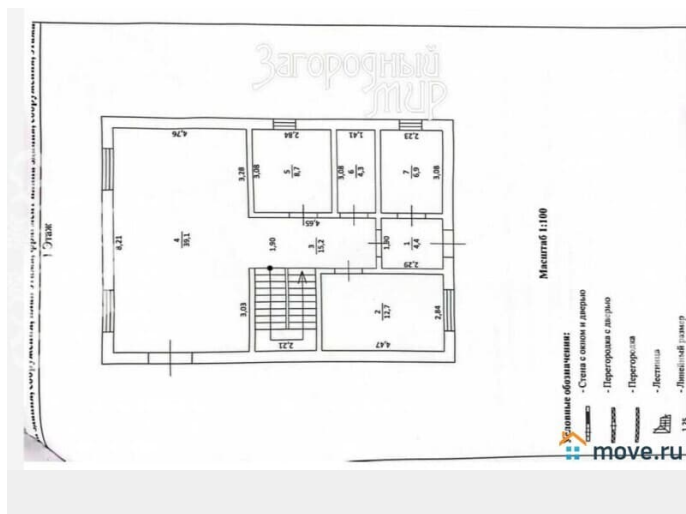 Загородный
мир
1 Этаж
4,76
2,84
1,41
2,23
3,28
3,08
5
8,7
3,08
6
4,3
7
6,9
3,08
8,21
4
39,1
4,65
1,90
3
15,2
1,90
1
4,4
2,29
3,03
2,21
2
12,7
2,84
4,47
Масштаб 1:100
Условные обозначения:
- Стена с окном и дверью
- Перегородка с дверью
- Перегородка
- Лестница
- Линейный размер
1,25
move.ru